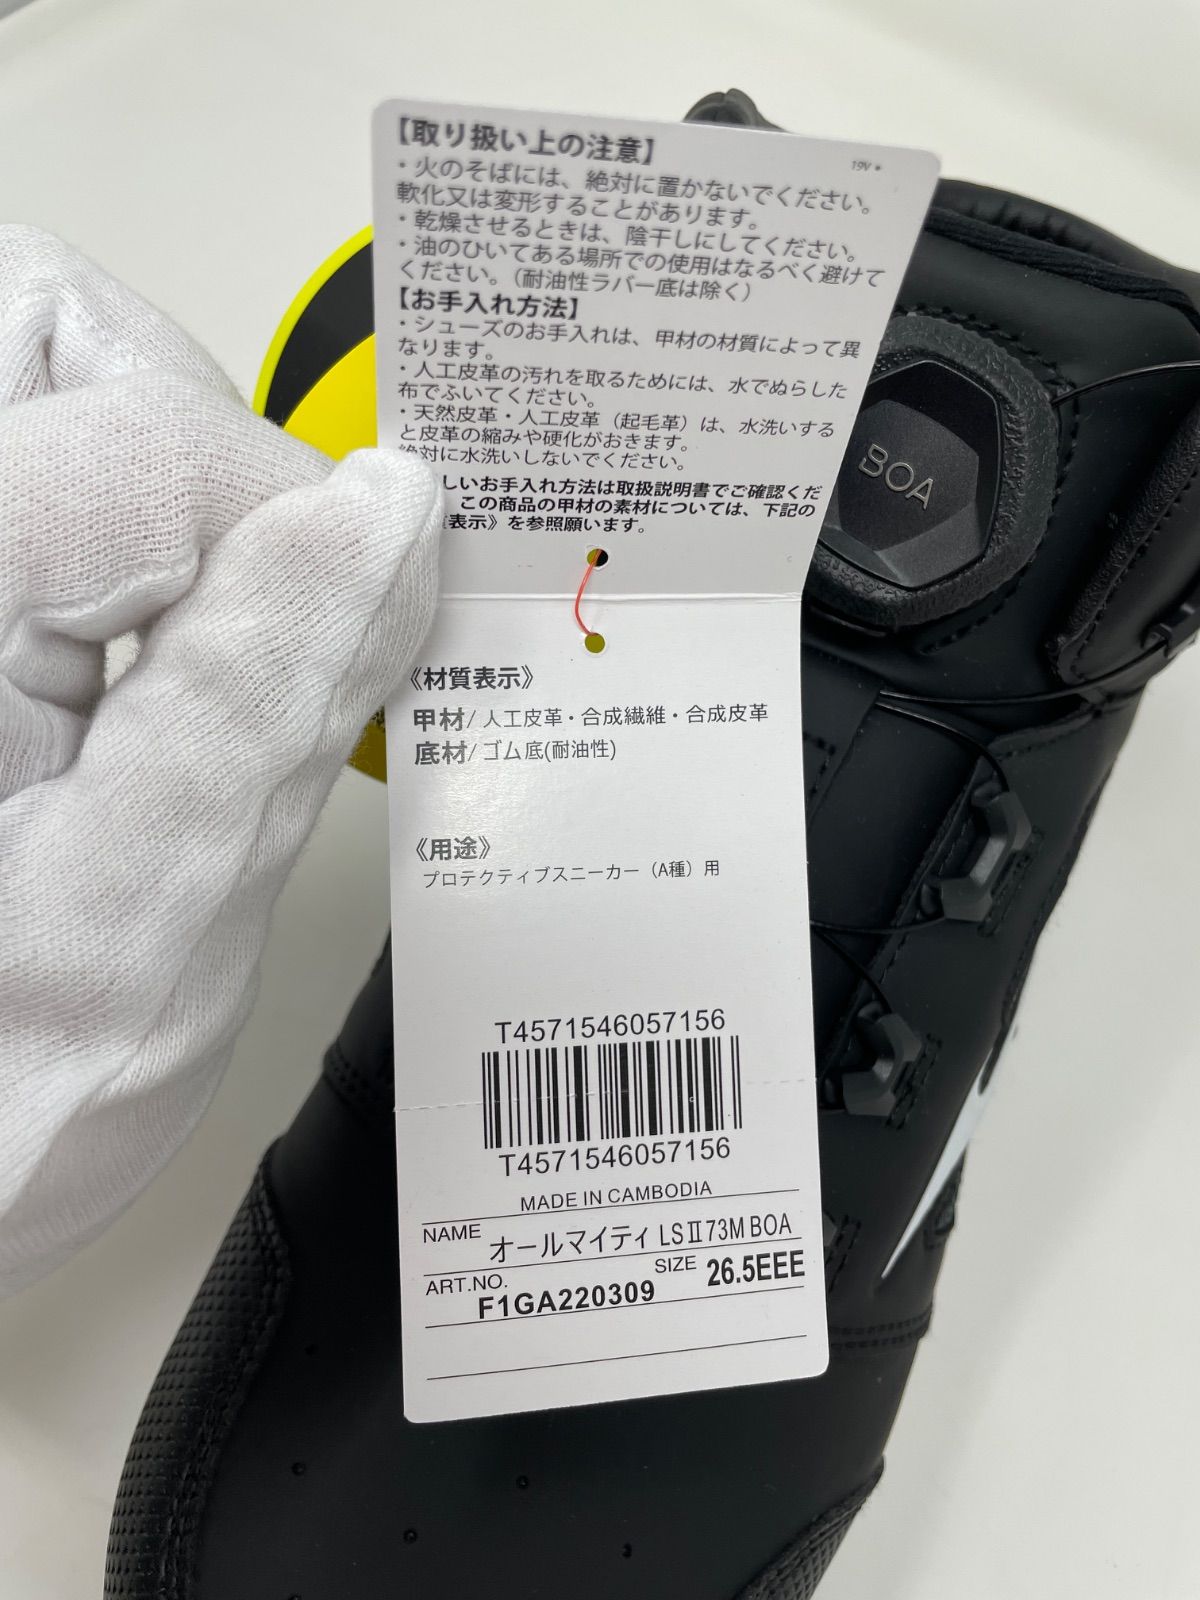 【取り扱い上の注意】
19V
・火のそばには、絶対に置かないでください。
軟化又は変形することがあります。
・乾燥させるときは、陰干しにしてください。
・油のひいてある場所での使用はなるべく避けて
ください。（耐油性ラバー底は除く）
【お手入れ方法】
・シューズのお手入れは、甲材の材質によって異
なります。
・人工皮革の汚れを取るためには、水でぬらした
布でふいてください。
・天然皮革・人工皮革（起毛革）は、水洗いする
と皮革の縮みや硬化がおきます。
絶対に水洗いしないでください。
しいお手入れ方法は取扱説明書でご確認くだ
この商品の甲材の素材については、下記の
表示》を参照願います。
BOA
《材質表示》
甲材/ 人工皮革・合成繊維・合成皮革
底材/ ゴム底(耐油性)
《用途》
プロテクティブスニーカー（A種）用
T4571546057156
T4571546057156
MADE IN CAMBODIA
NAME オールマイティ LSⅡ73M BOA
ART.NO. F1GA220309 SIZE 26.5EEE